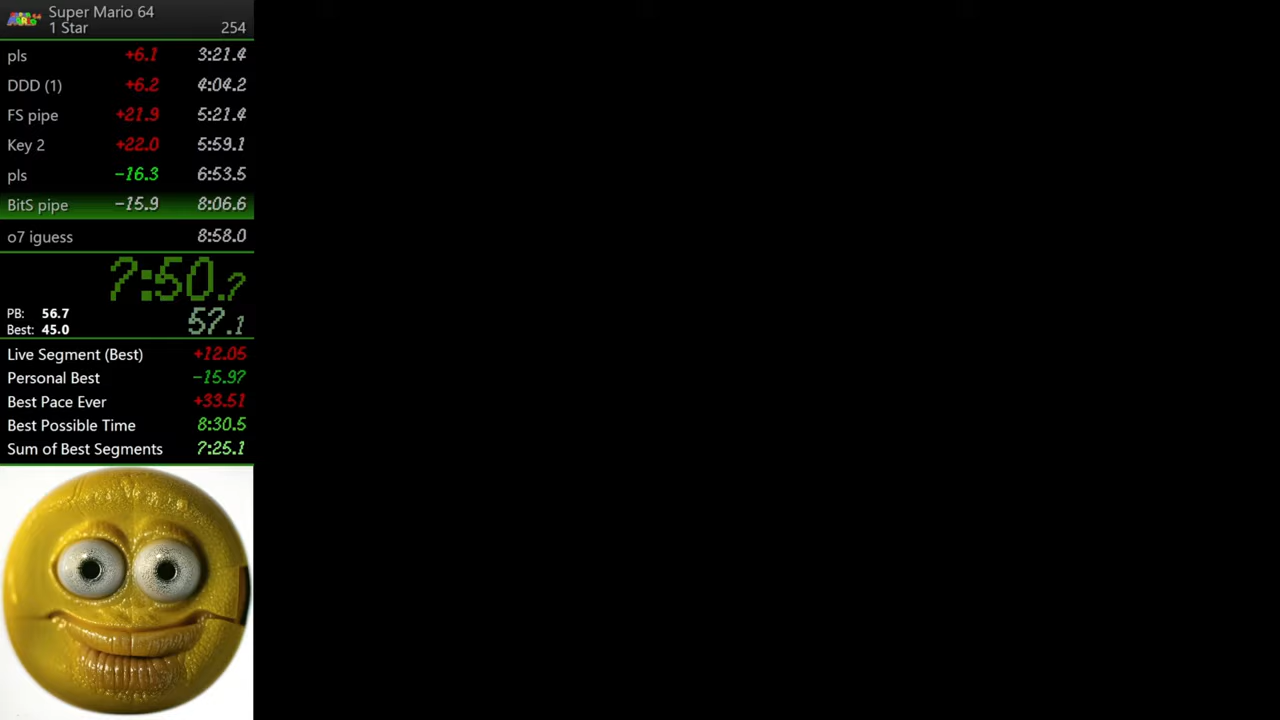 Super Mario 64
1 Star 254
pls +6.1 3:21.4
DDD (1) +6.2 4:04.2
FS pipe +21.9 5:21.4
Key 2 +22.0 5:59.1
pls -16.3 6:53.5
BitS pipe -15.9 8:06.6
o7 iguess 8:58.0
7:50.7
PB: 56.7 57.1
Best: 45.0
Live Segment (Best) +12.05
Personal Best -15.97
Best Pace Ever +33.51
Best Possible Time 8:30.5
Sum of Best Segments 7:25.1